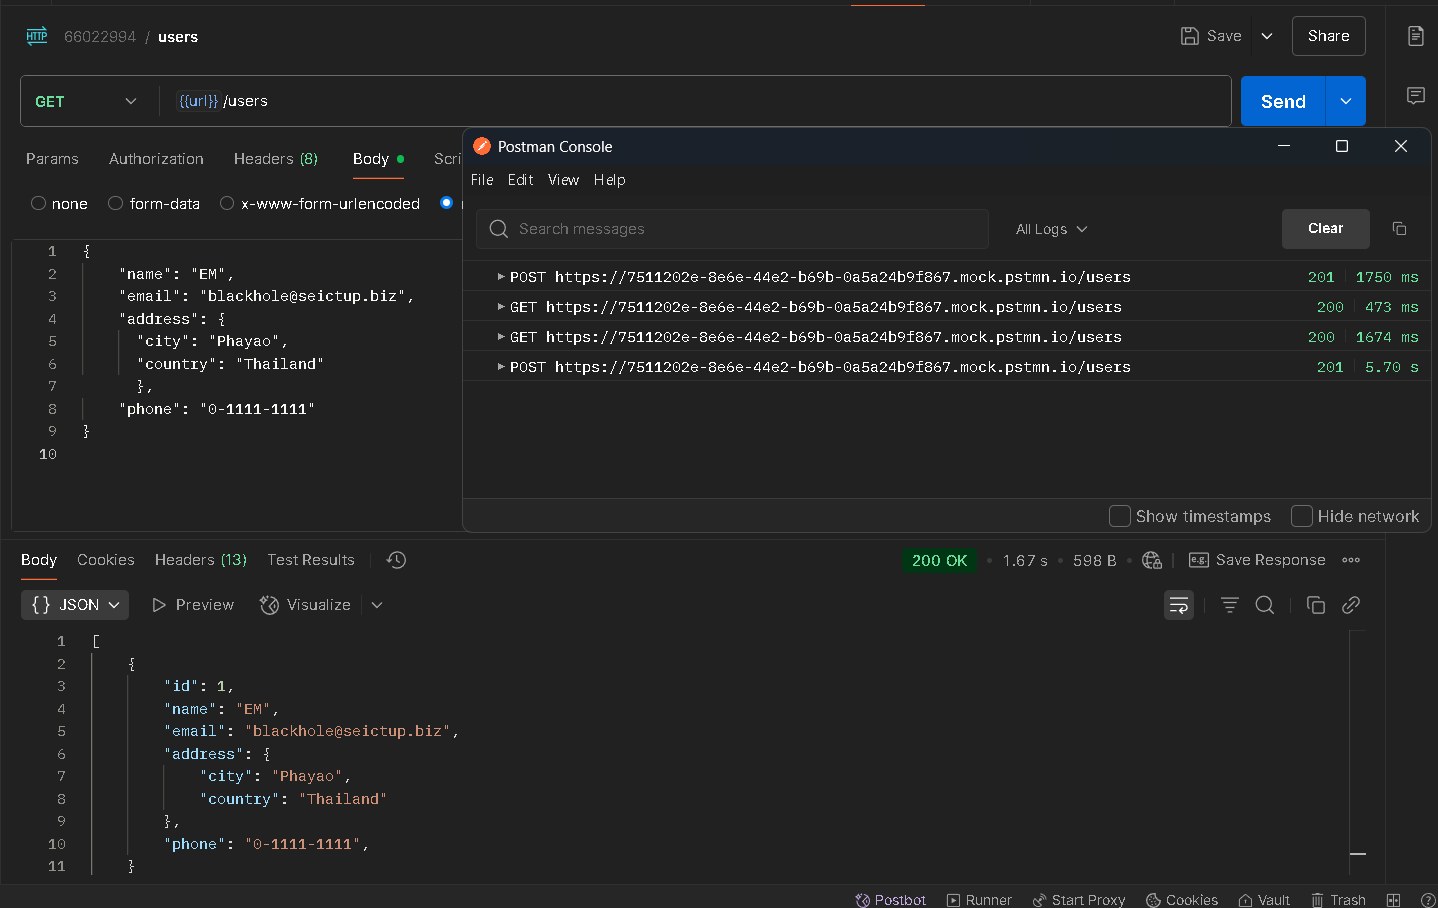 HTTP 66022994 / users Save Share
GET {{url}}/users Send
Params Authorization Headers (8) Body Scri
none form-data x-www-form-urlencoded
1 {
2 "name": "EM",
3 "email": "blackhole@seictup.biz",
4 "address": {
5 "city": "Phayao",
6 "country": "Thailand"
7 },
8 "phone": "0-1111-1111"
9 }
10
Postman Console
File Edit View Help
Search messages All Logs Clear
POST https://7511202e-8e6e-44e2-b69b-0a5a24b9f867.mock.pstmn.io/users 201 1750 ms
GET https://7511202e-8e6e-44e2-b69b-0a5a24b9f867.mock.pstmn.io/users 200 473 ms
GET https://7511202e-8e6e-44e2-b69b-0a5a24b9f867.mock.pstmn.io/users 200 1674 ms
POST https://7511202e-8e6e-44e2-b69b-0a5a24b9f867.mock.pstmn.io/users 201 5.70 s
Show timestamps Hide network
Body Cookies Headers (13) Test Results 200 OK • 1.67 s • 598 B • e.g. Save Response
{} JSON Preview Visualize
1 [
2 {
3 "id": 1,
4 "name": "EM",
5 "email": "blackhole@seictup.biz",
6 "address": {
7 "city": "Phayao",
8 "country": "Thailand"
9 },
10 "phone": "0-1111-1111",
11 }
Postbot Runner Start Proxy Cookies Vault Trash